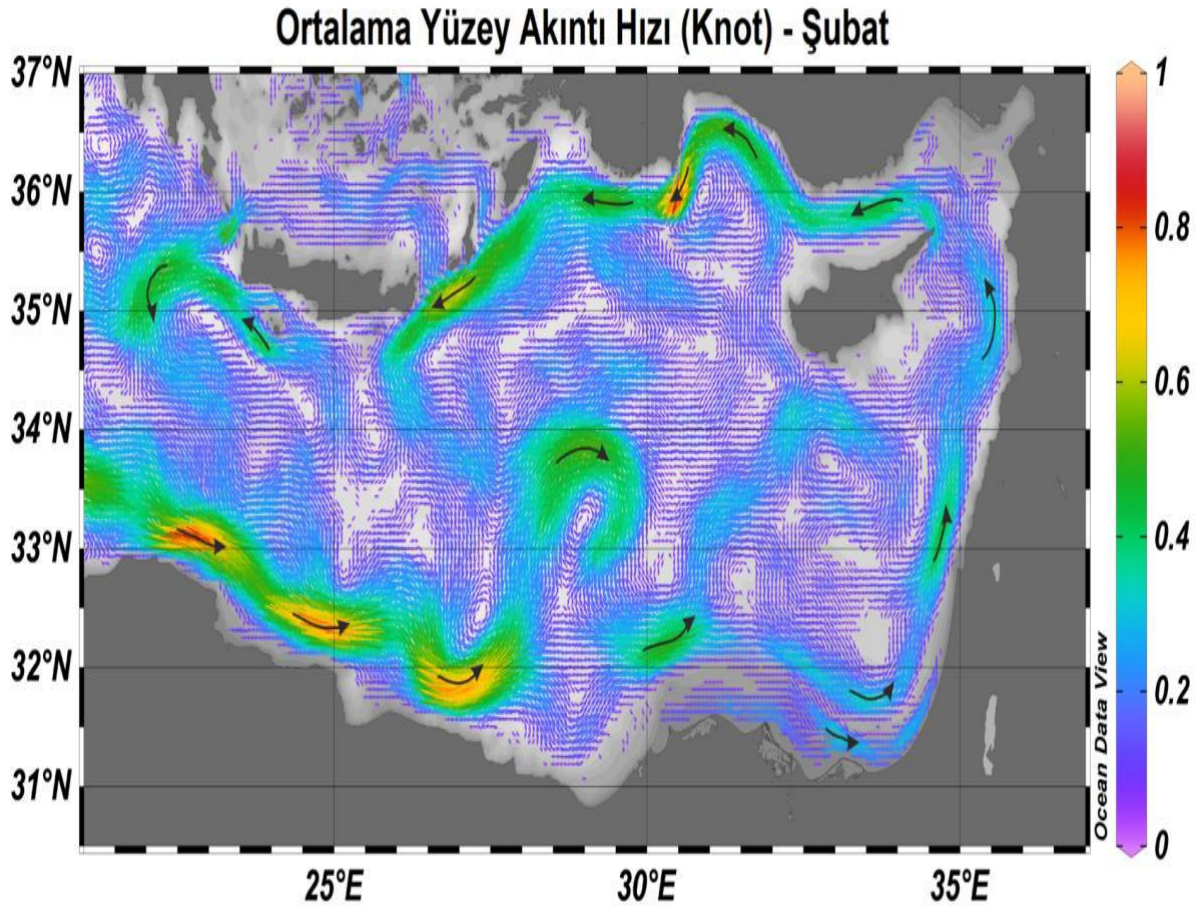 Ortalama Yüzey Akıntı Hızı (Knot) - Şubat
37°N
36°N
35°N
34°N
33°N
32°N
31°N
25°E
30°E
35°E
1
0.8
0.6
0.4
0.2
0
Ocean Data View